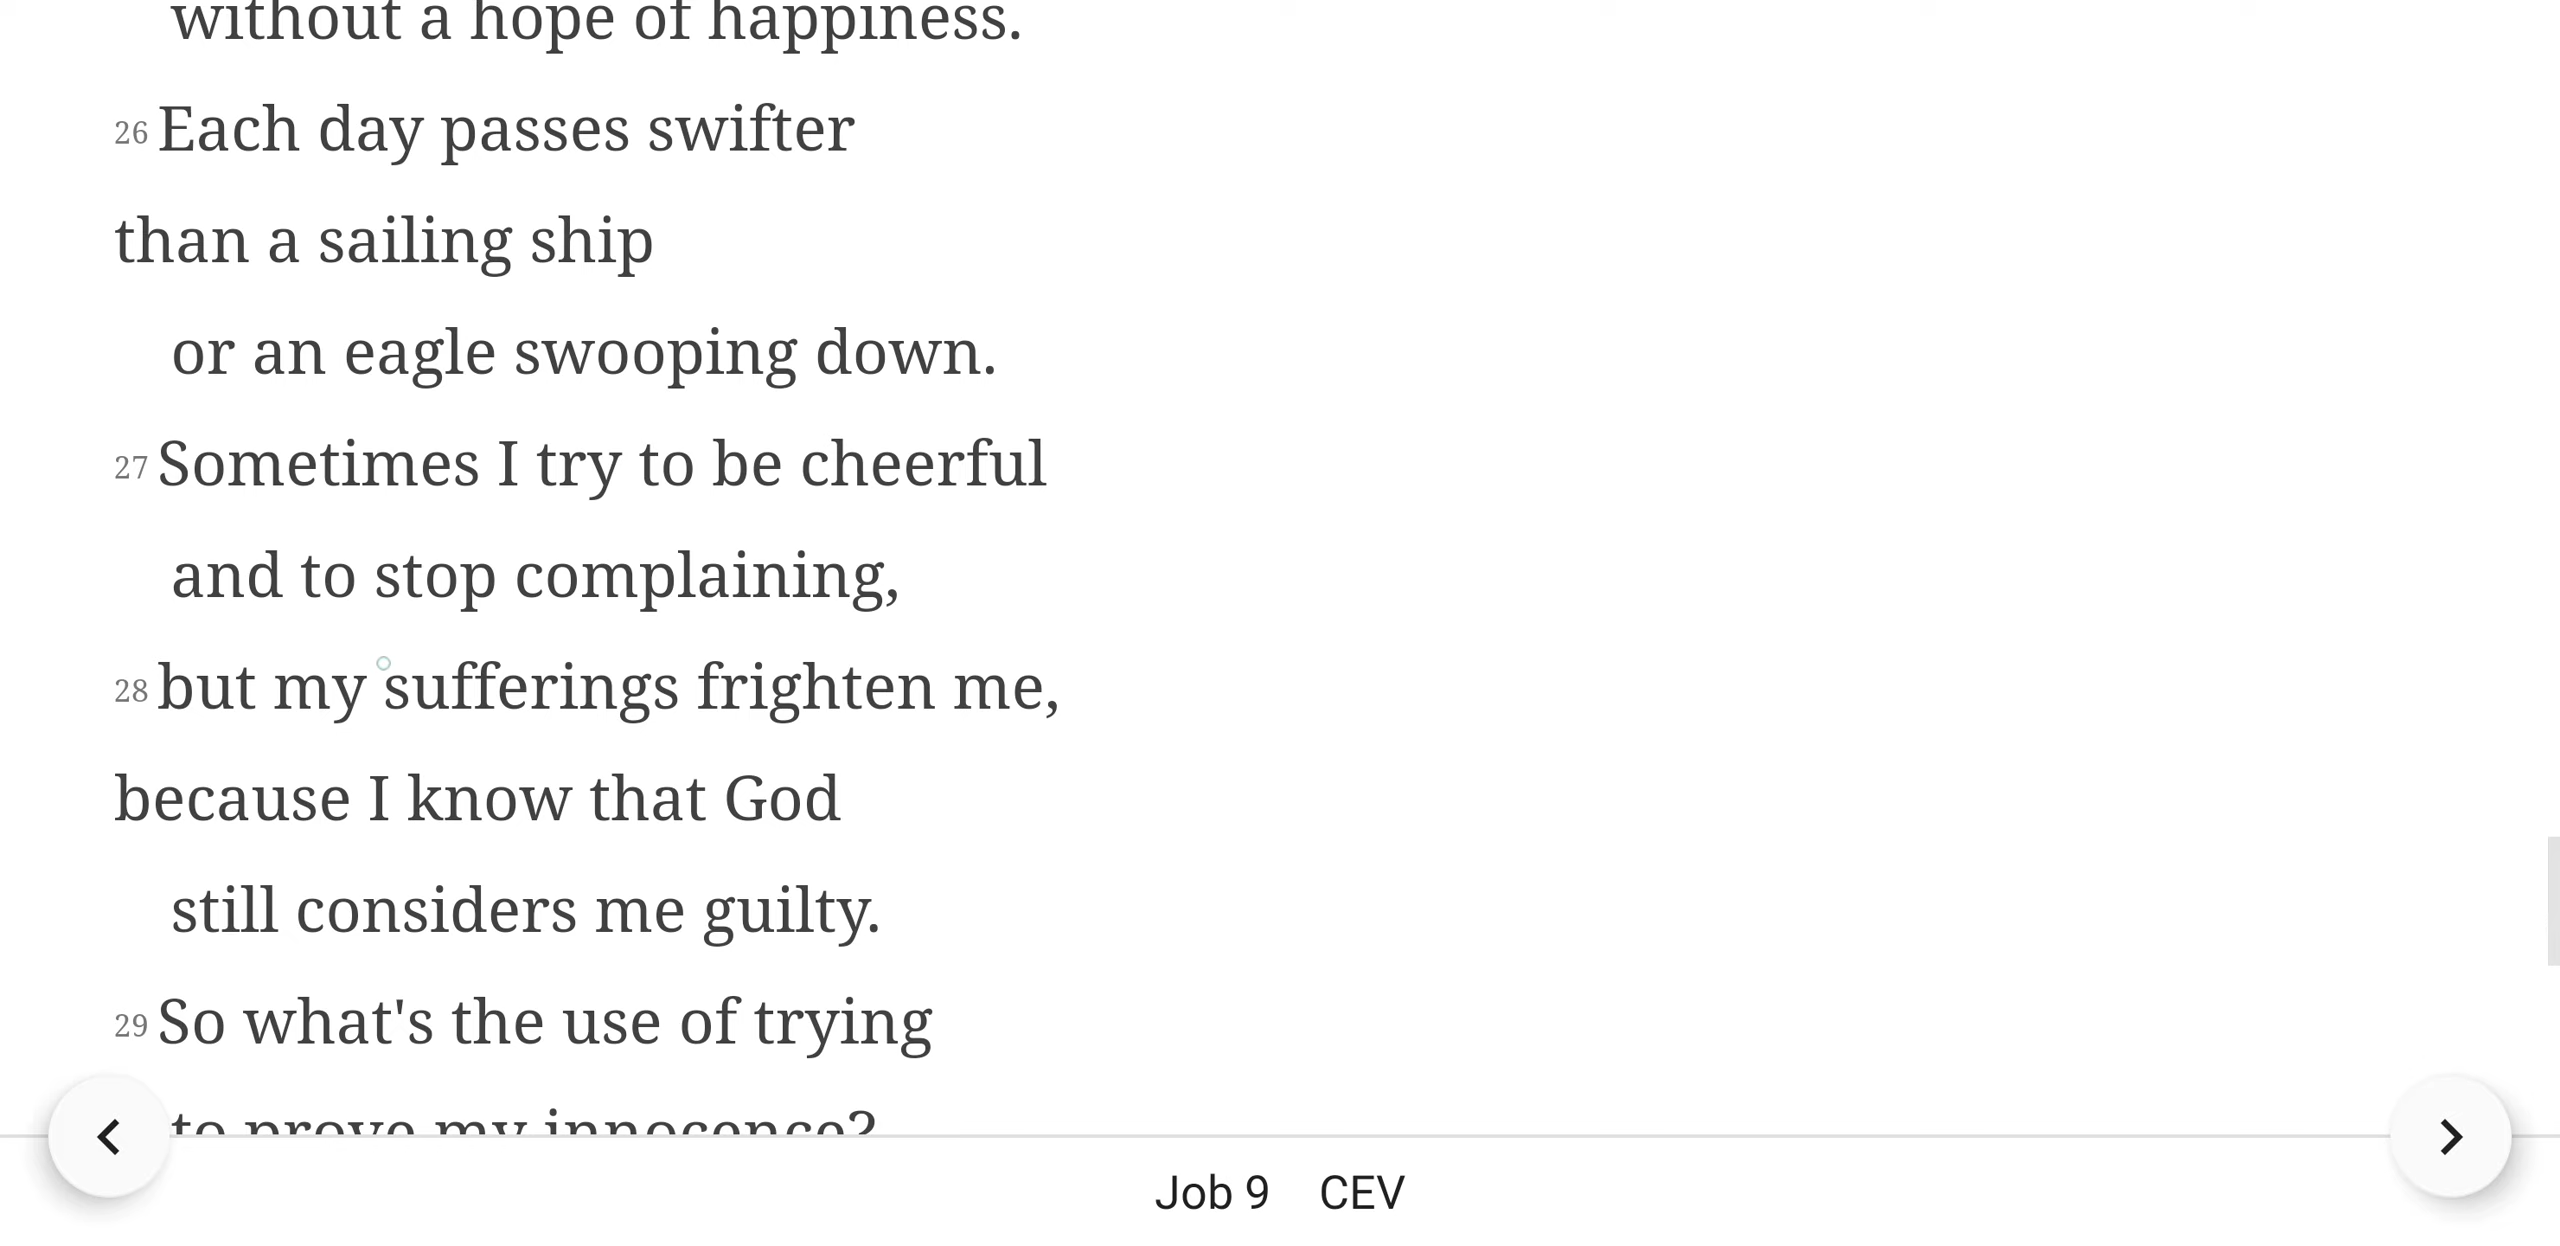 without a hope of happiness.
26 Each day passes swifter
than a sailing ship
or an eagle swooping down.
27 Sometimes I try to be cheerful
and to stop complaining,
28 but my sufferings frighten me,
because I know that God
still considers me guilty.
29 So what's the use of trying
to prove my innocence?
Job 9 CEV